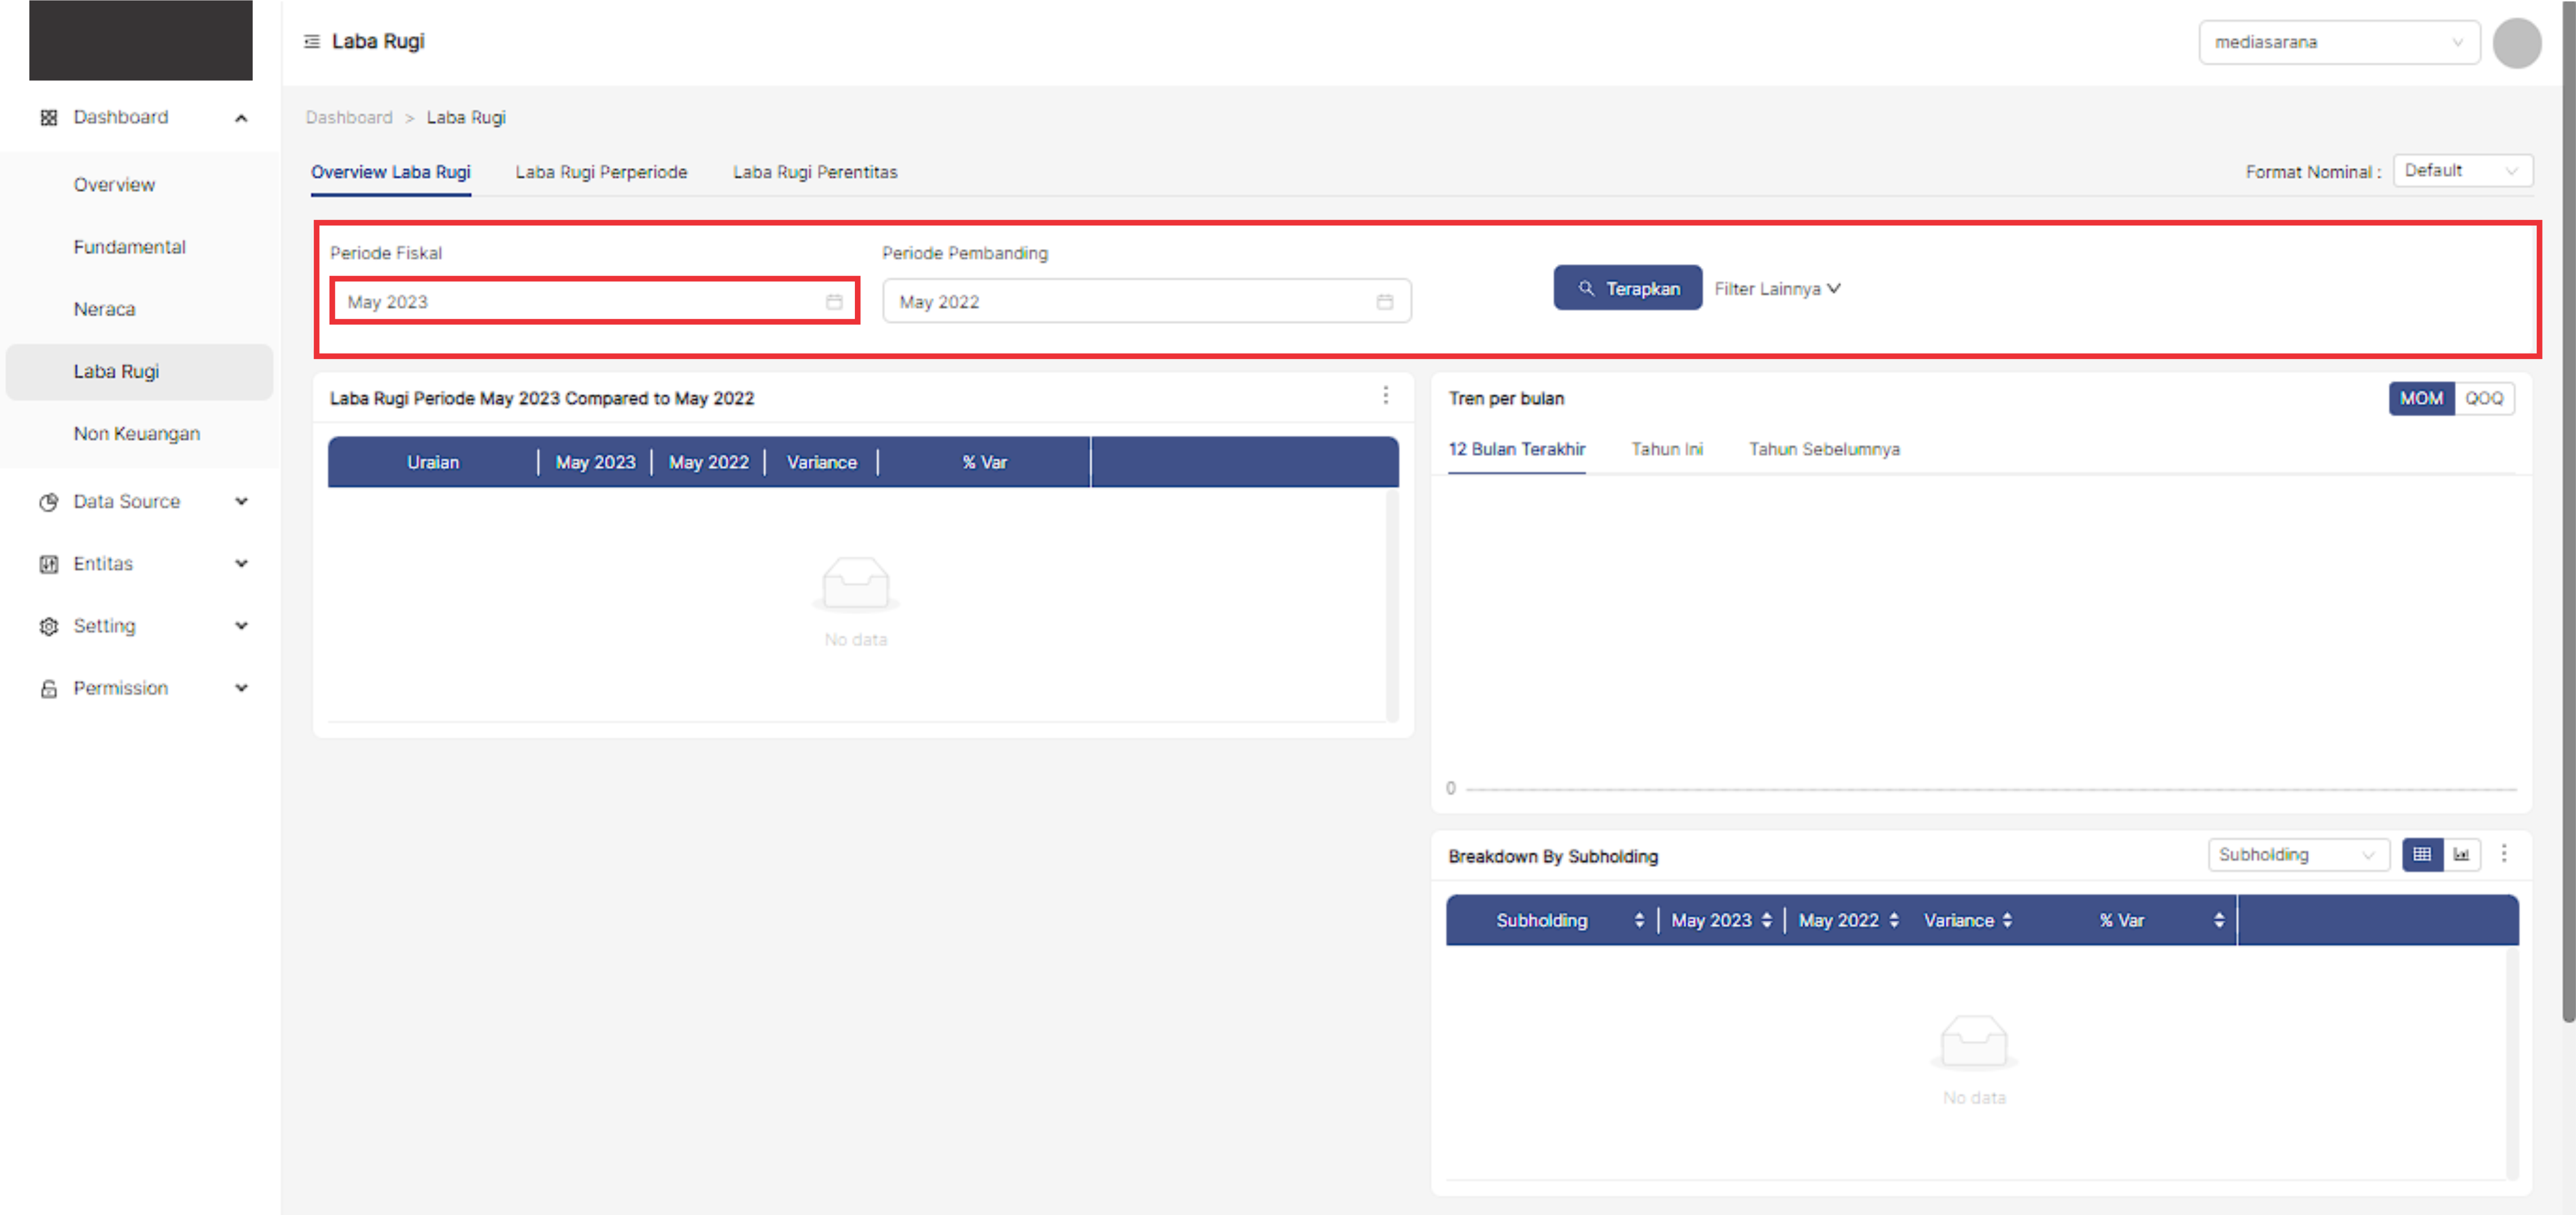 Laba Rugi
mediasarana
Dashboard
Overview
Fundamental
Neraca
Laba Rugi
Non Keuangan
Data Source
Entitas
Setting
Permission
Dashboard > Laba Rugi
Overview Laba Rugi Laba Rugi Perperiode Laba Rugi Perentitas
Format Nominal : Default
Periode Fiskal
May 2023
Periode Pembanding
May 2022
Terapkan
Filter Lainnya
Laba Rugi Periode May 2023 Compared to May 2022
Uraian May 2023 May 2022 Variance % Var
No data
Tren per bulan
MOM QOQ
12 Bulan Terakhir Tahun Ini Tahun Sebelumnya
0
Breakdown By Subholding
Subholding
Subholding May 2023 May 2022 Variance % Var
No data